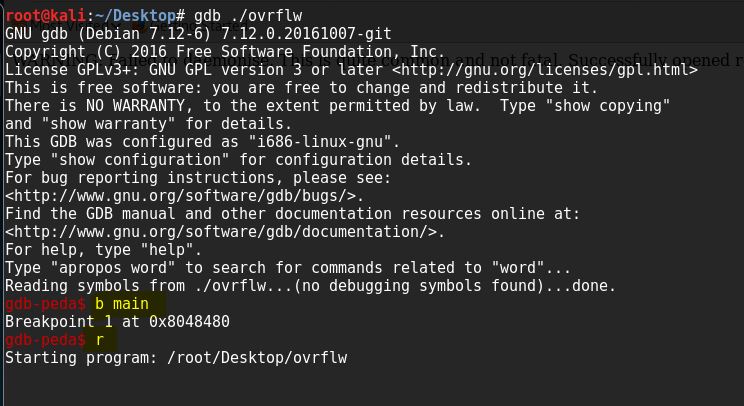 root@kali:~/Desktop# gdb ./ovrflw
GNU gdb (Debian 7.12-6) 7.12.0.20161007-git
Copyright (C) 2016 Free Software Foundation, Inc.
License GPLv3+: GNU GPL version 3 or later <http://gnu.org/licenses/gpl.html>
This is free software: you are free to change and redistribute it.
There is NO WARRANTY, to the extent permitted by law.  Type "show copying"
and "show warranty" for details.
This GDB was configured as "i686-linux-gnu".
Type "show configuration" for configuration details.
For bug reporting instructions, please see:
<http://www.gnu.org/software/gdb/bugs/>.
Find the GDB manual and other documentation resources online at:
<http://www.gnu.org/software/gdb/documentation/>.
For help, type "help".
Type "apropos word" to search for commands related to "word"...
Reading symbols from ./ovrflw...(no debugging symbols found)...done.
gdb-peda$ b main
Breakpoint 1 at 0x8048480
gdb-peda$ r
Starting program: /root/Desktop/ovrflw